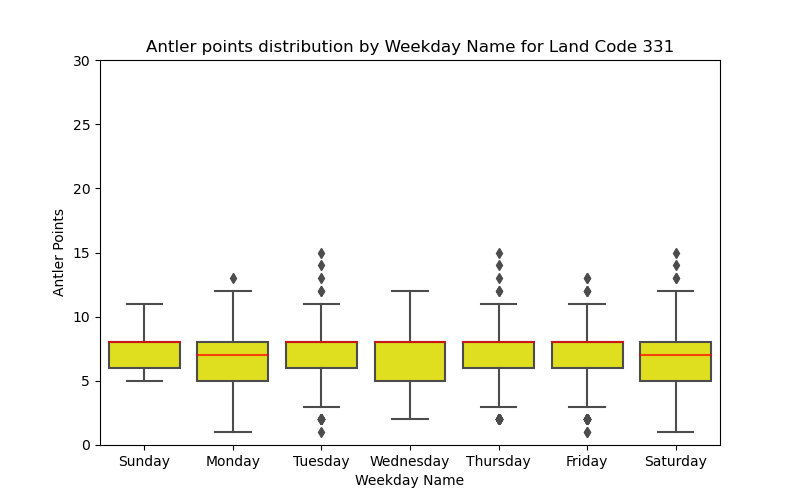 Antler points distribution by Weekday Name for Land Code 331
30
25
20
15
10
5
0
Antler Points
Sunday Monday Tuesday Wednesday Thursday Friday Saturday
Weekday Name